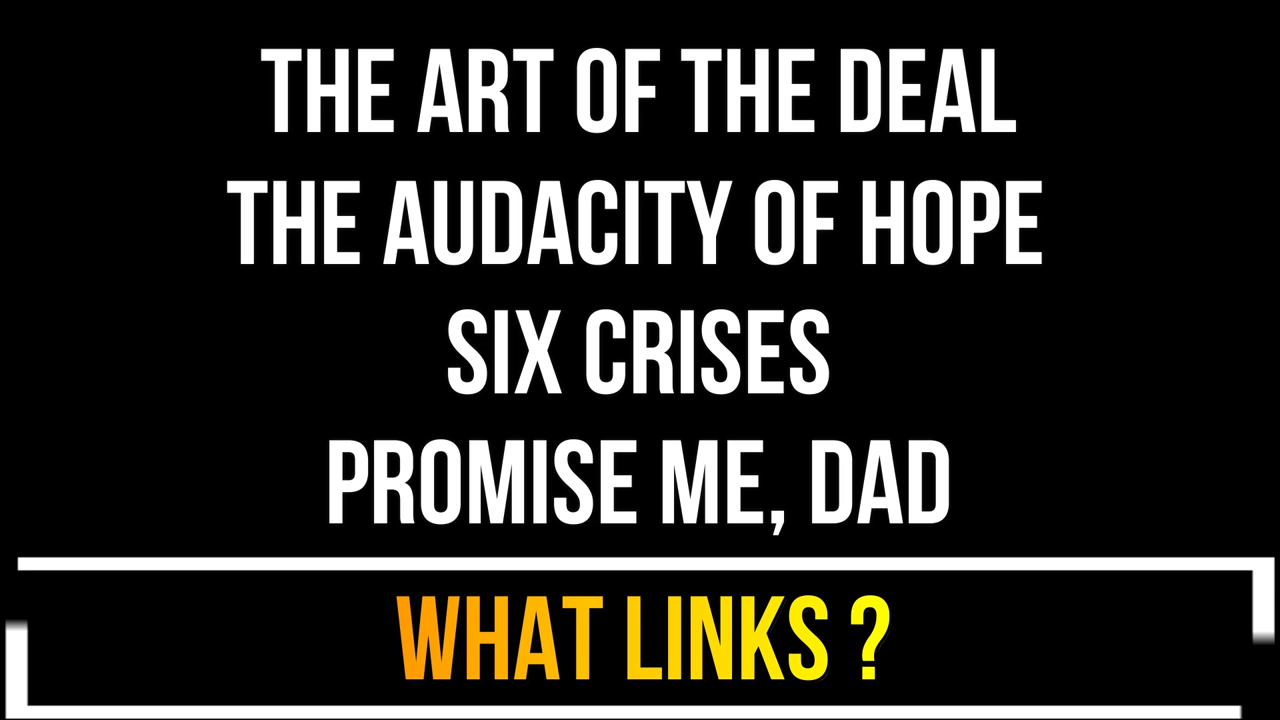 THE ART OF THE DEAL
THE AUDACITY OF HOPE
SIX CRISES
PROMISE ME, DAD
WHAT LINKS ?